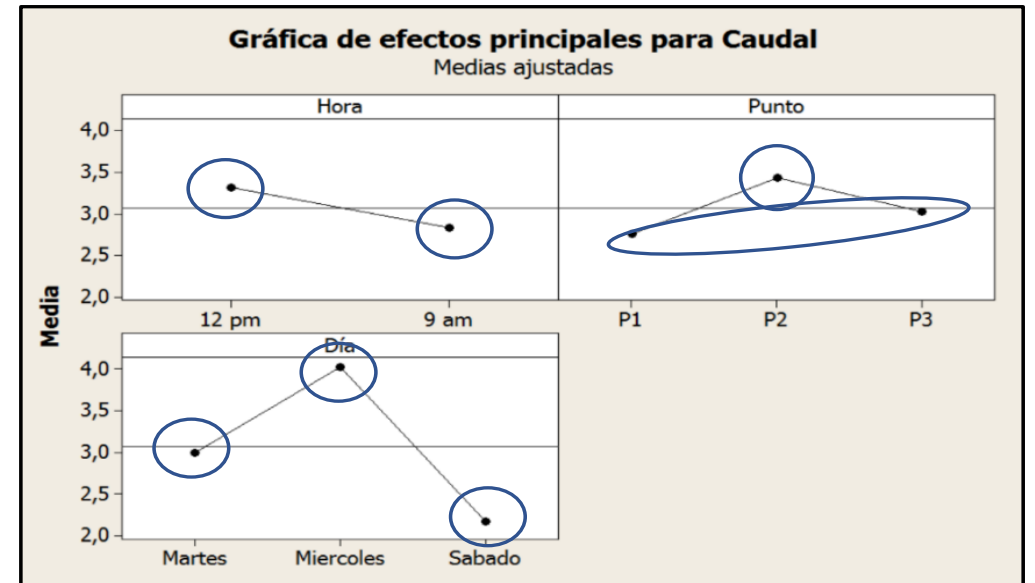 Gráfica de efectos principales para Caudal
Medias ajustadas
Hora
Punto
4,0
3,5
3,0
2,5
2,0
12 pm
9 am
P1
P2
P3
Media
Día
4,0
3,5
3,0
2,5
2,0
Martes
Miercoles
Sabado